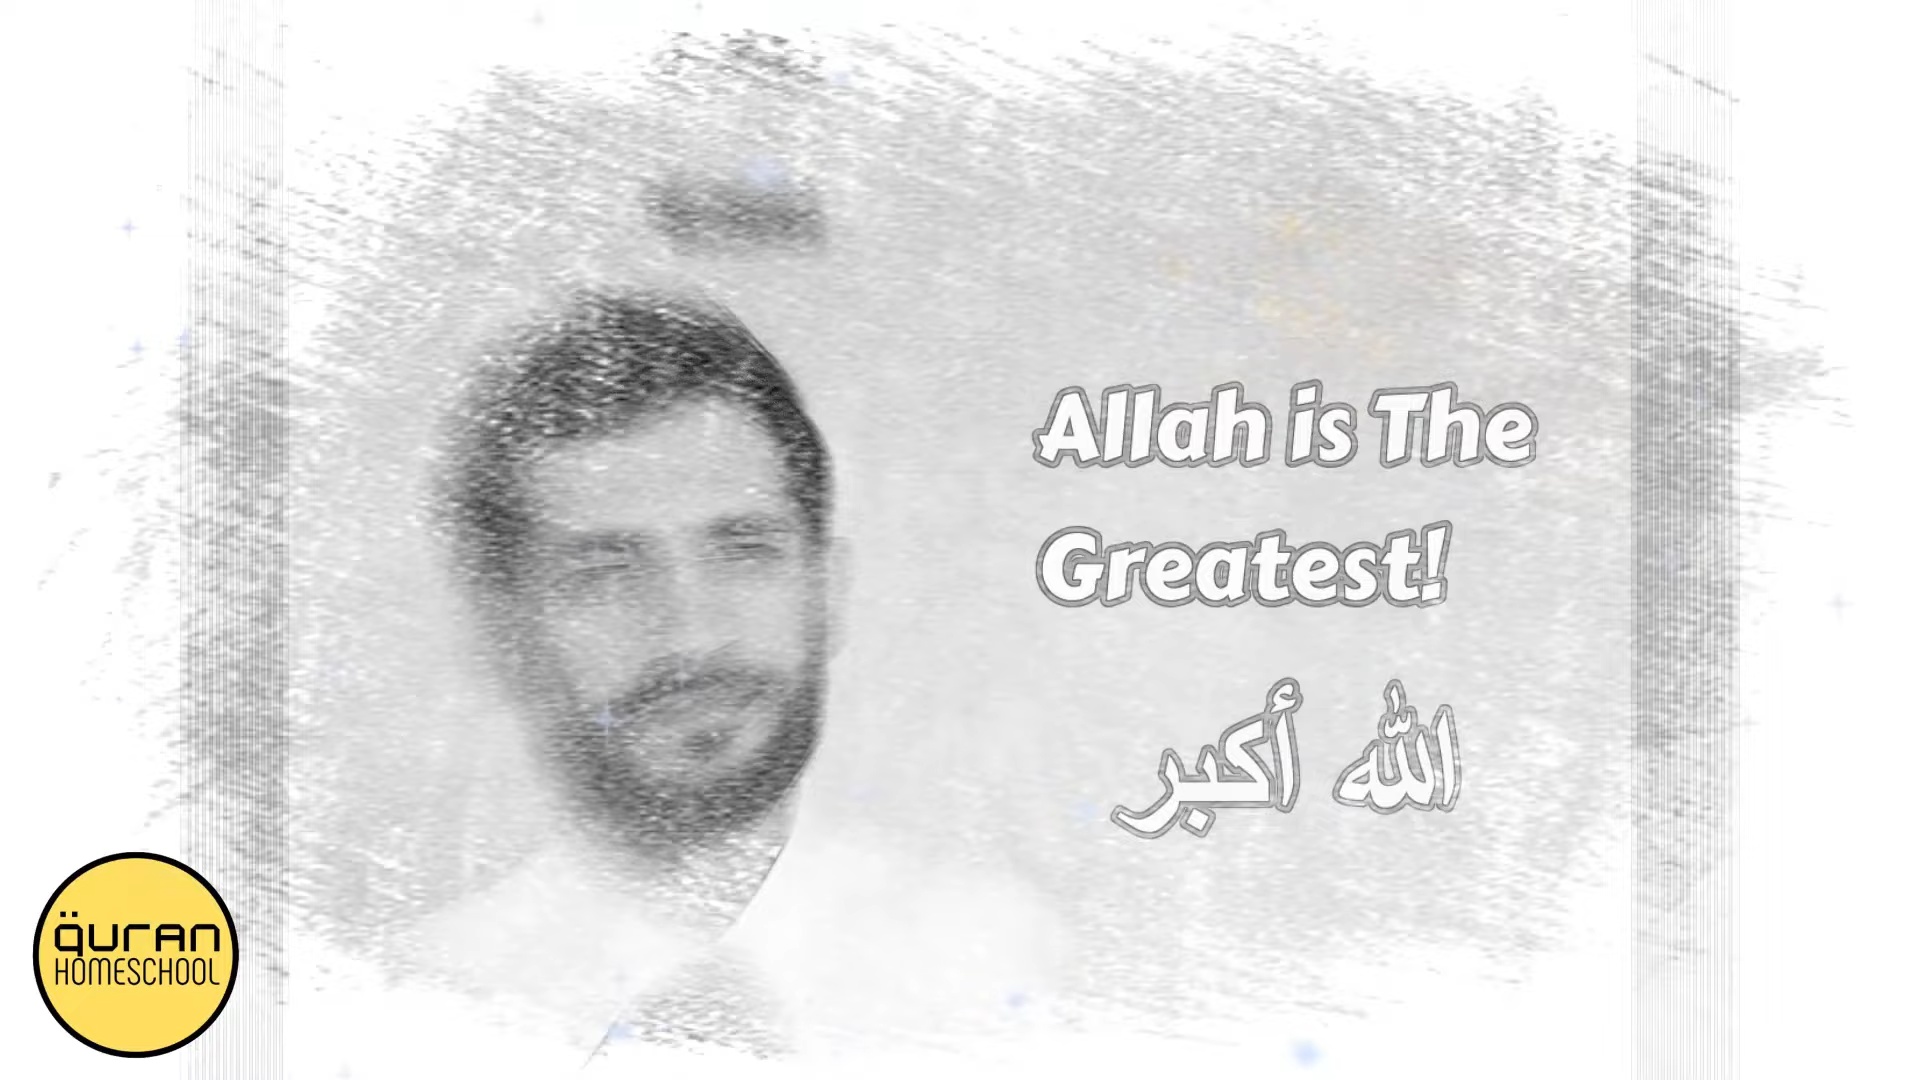 Allah is The
Greatest!
الله أكبر
QURAN
HOMESCHOOL